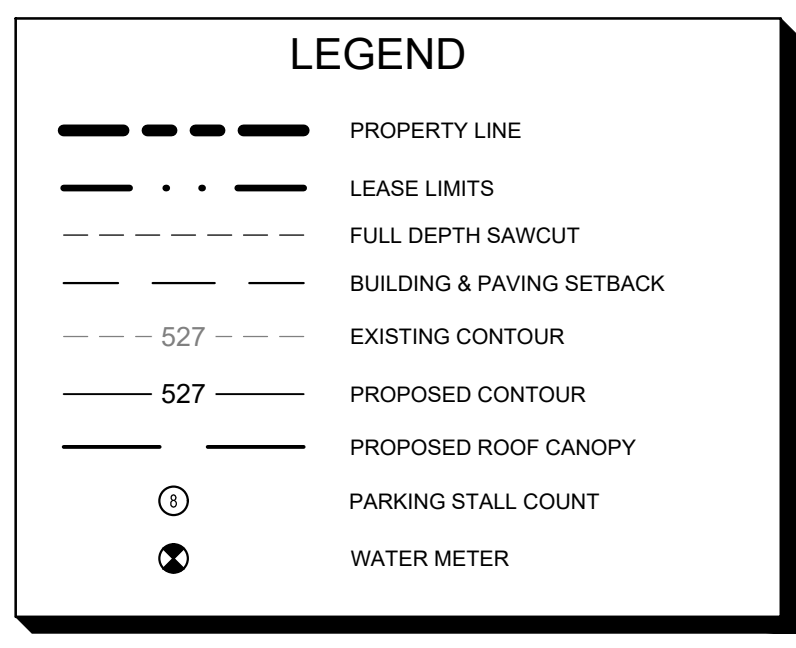 LEGEND
PROPERTY LINE
LEASE LIMITS
FULL DEPTH SAWCUT
BUILDING & PAVING SETBACK
527 EXISTING CONTOUR
527 PROPOSED CONTOUR
PROPOSED ROOF CANOPY
8 PARKING STALL COUNT
WATER METER